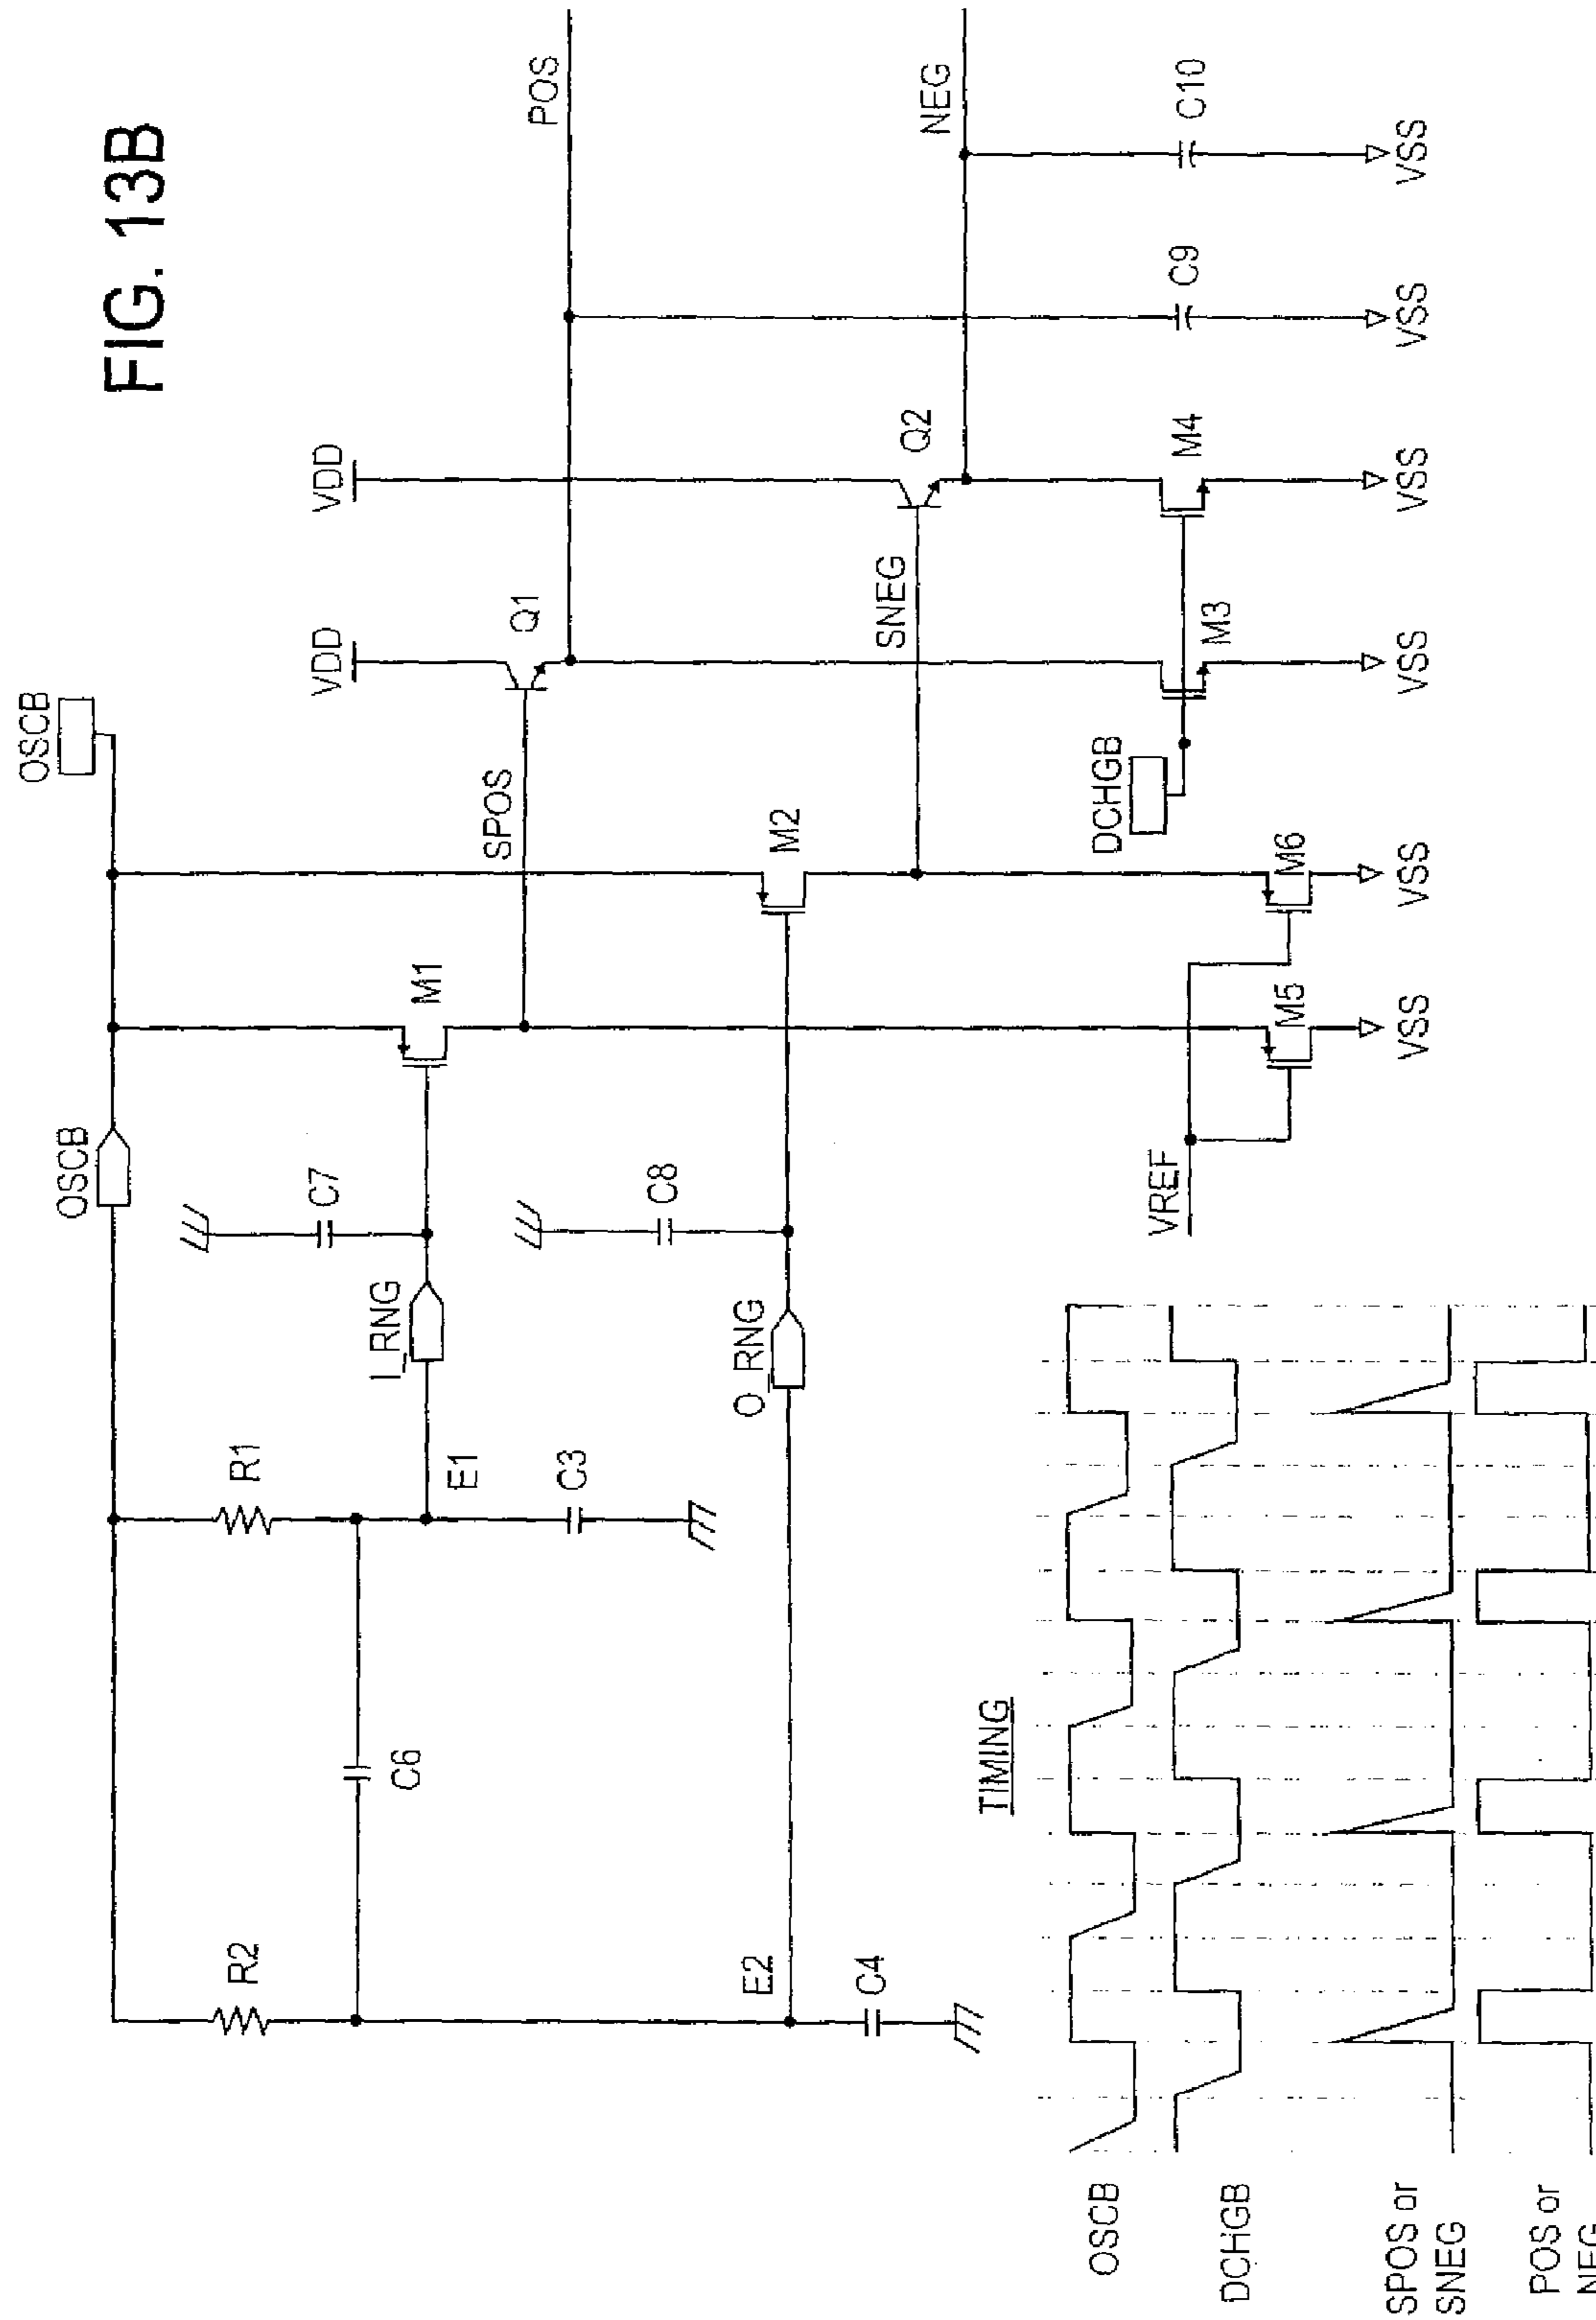 FIG. 13B
OSCB
OSCB
VDD
VDD
POS
R2
R1
C7
I_RNG
M1
SPOS
Q1
E1
C3
C6
C8
O_RNG
M2
SNEG
Q2
NEG
E2
C4
VREF
M5
M6
DCHGB
M3
M4
C9
C10
VSS
VSS
VSS
VSS
VSS
VSS
TIMING
OSCB
DCHGB
SPOS or
SNEG
POS or
NEG